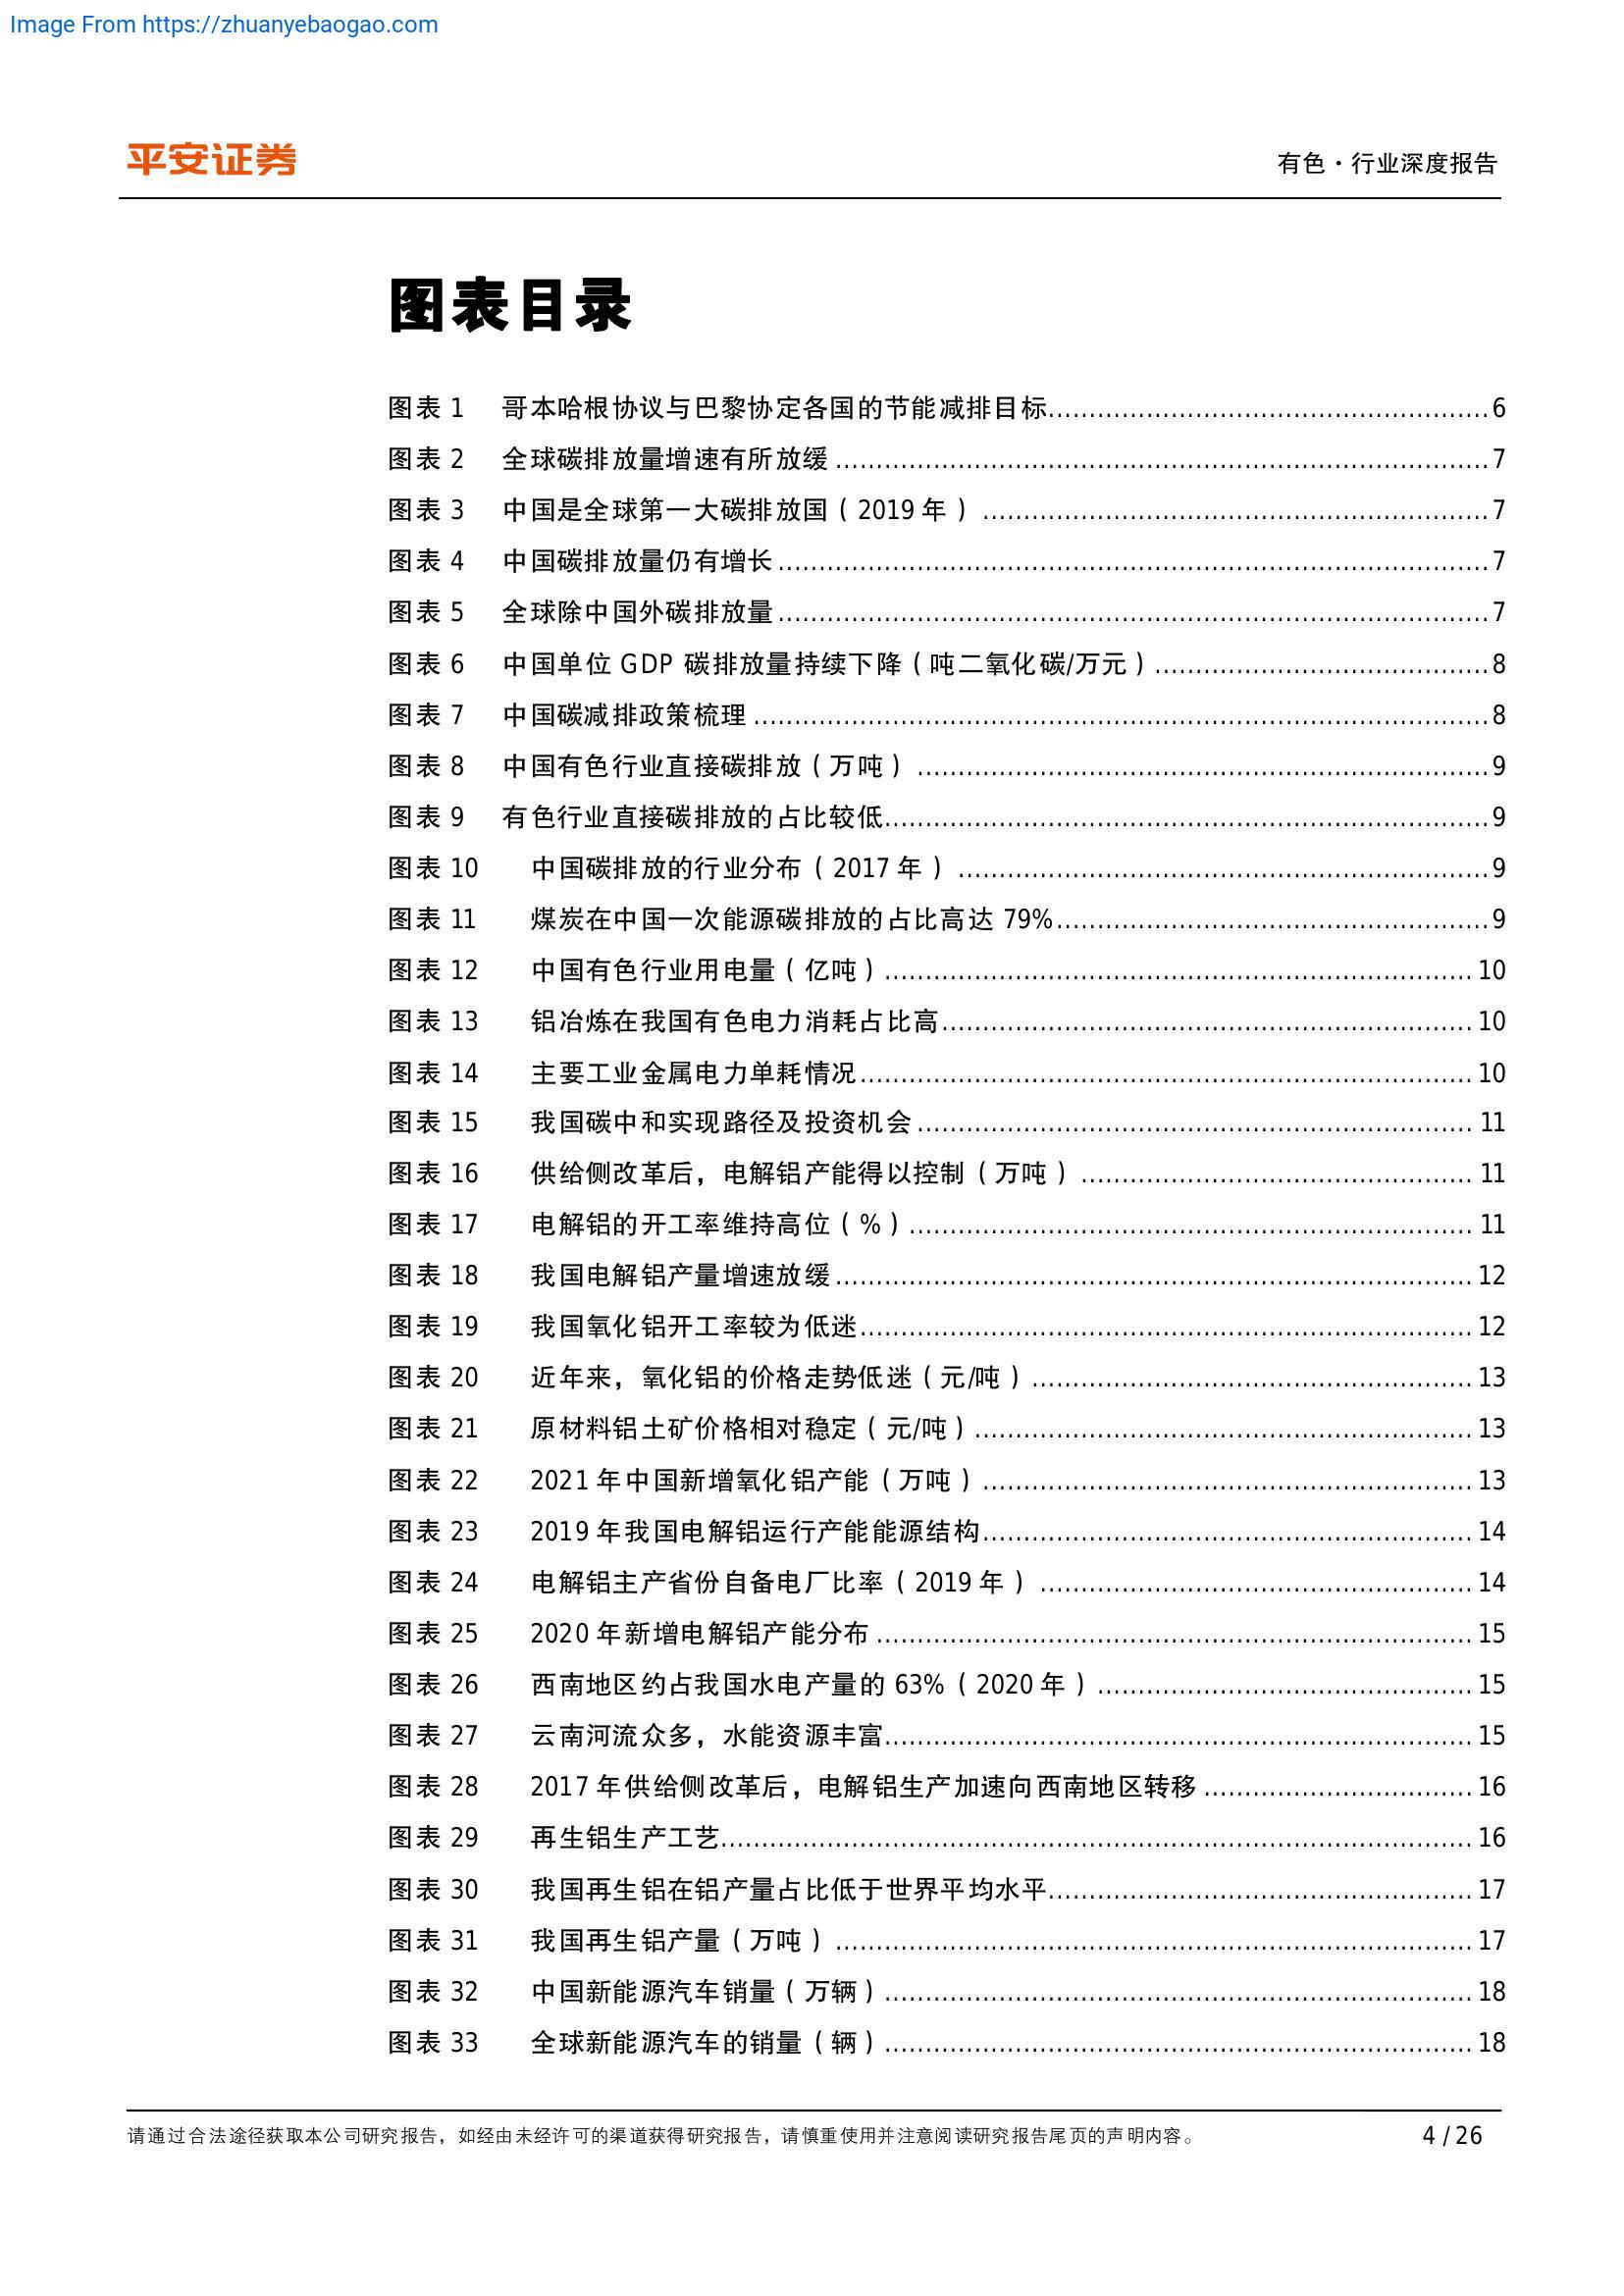 Image From https://zhuanyebaogao.com
平安证券
有色·行业深度报告
图表目录
图表 1 哥本哈根协议与巴黎协定各国的节能减排目标 6
图表 2 全球碳排放量增速有所放缓 7
图表 3 中国是全球第一大碳排放国（2019 年） 7
图表 4 中国碳排放量仍有增长 7
图表 5 全球除中国外碳排放量 7
图表 6 中国单位 GDP 碳排放量持续下降（吨二氧化碳/万元） 8
图表 7 中国碳减排政策梳理 8
图表 8 中国有色行业直接碳排放（万吨） 9
图表 9 有色行业直接碳排放的占比较低 9
图表 10 中国碳排放的行业分布（2017 年） 9
图表 11 煤炭在中国一次能源碳排放的占比高达 79% 9
图表 12 中国有色行业用电量（亿吨） 10
图表 13 铝冶炼在我国有色电力消耗占比高 10
图表 14 主要工业金属电力单耗情况 10
图表 15 我国碳中和实现路径及投资机会 11
图表 16 供给侧改革后，电解铝产能得以控制（万吨） 11
图表 17 电解铝的开工率维持高位（%） 11
图表 18 我国电解铝产量增速放缓 12
图表 19 我国氧化铝开工率较为低迷 12
图表 20 近年来，氧化铝的价格走势低迷（元/吨） 13
图表 21 原材料铝土矿价格相对稳定（元/吨） 13
图表 22 2021 年中国新增氧化铝产能（万吨） 13
图表 23 2019 年我国电解铝运行产能能源结构 14
图表 24 电解铝主产省份自备电厂比率（2019 年） 14
图表 25 2020 年新增电解铝产能分布 15
图表 26 西南地区约占我国水电产量的 63%（2020 年） 15
图表 27 云南河流众多，水能资源丰富 15
图表 28 2017 年供给侧改革后，电解铝生产加速向西南地区转移 16
图表 29 再生铝生产工艺 16
图表 30 我国再生铝在铝产量占比低于世界平均水平 17
图表 31 我国再生铝产量（万吨） 17
图表 32 中国新能源汽车销量（万辆） 18
图表 33 全球新能源汽车的销量（辆） 18
请通过合法途径获取本公司研究报告，如经由未经许可的渠道获得研究报告，请慎重使用并注意阅读研究报告尾页的声明内容。 4 / 26